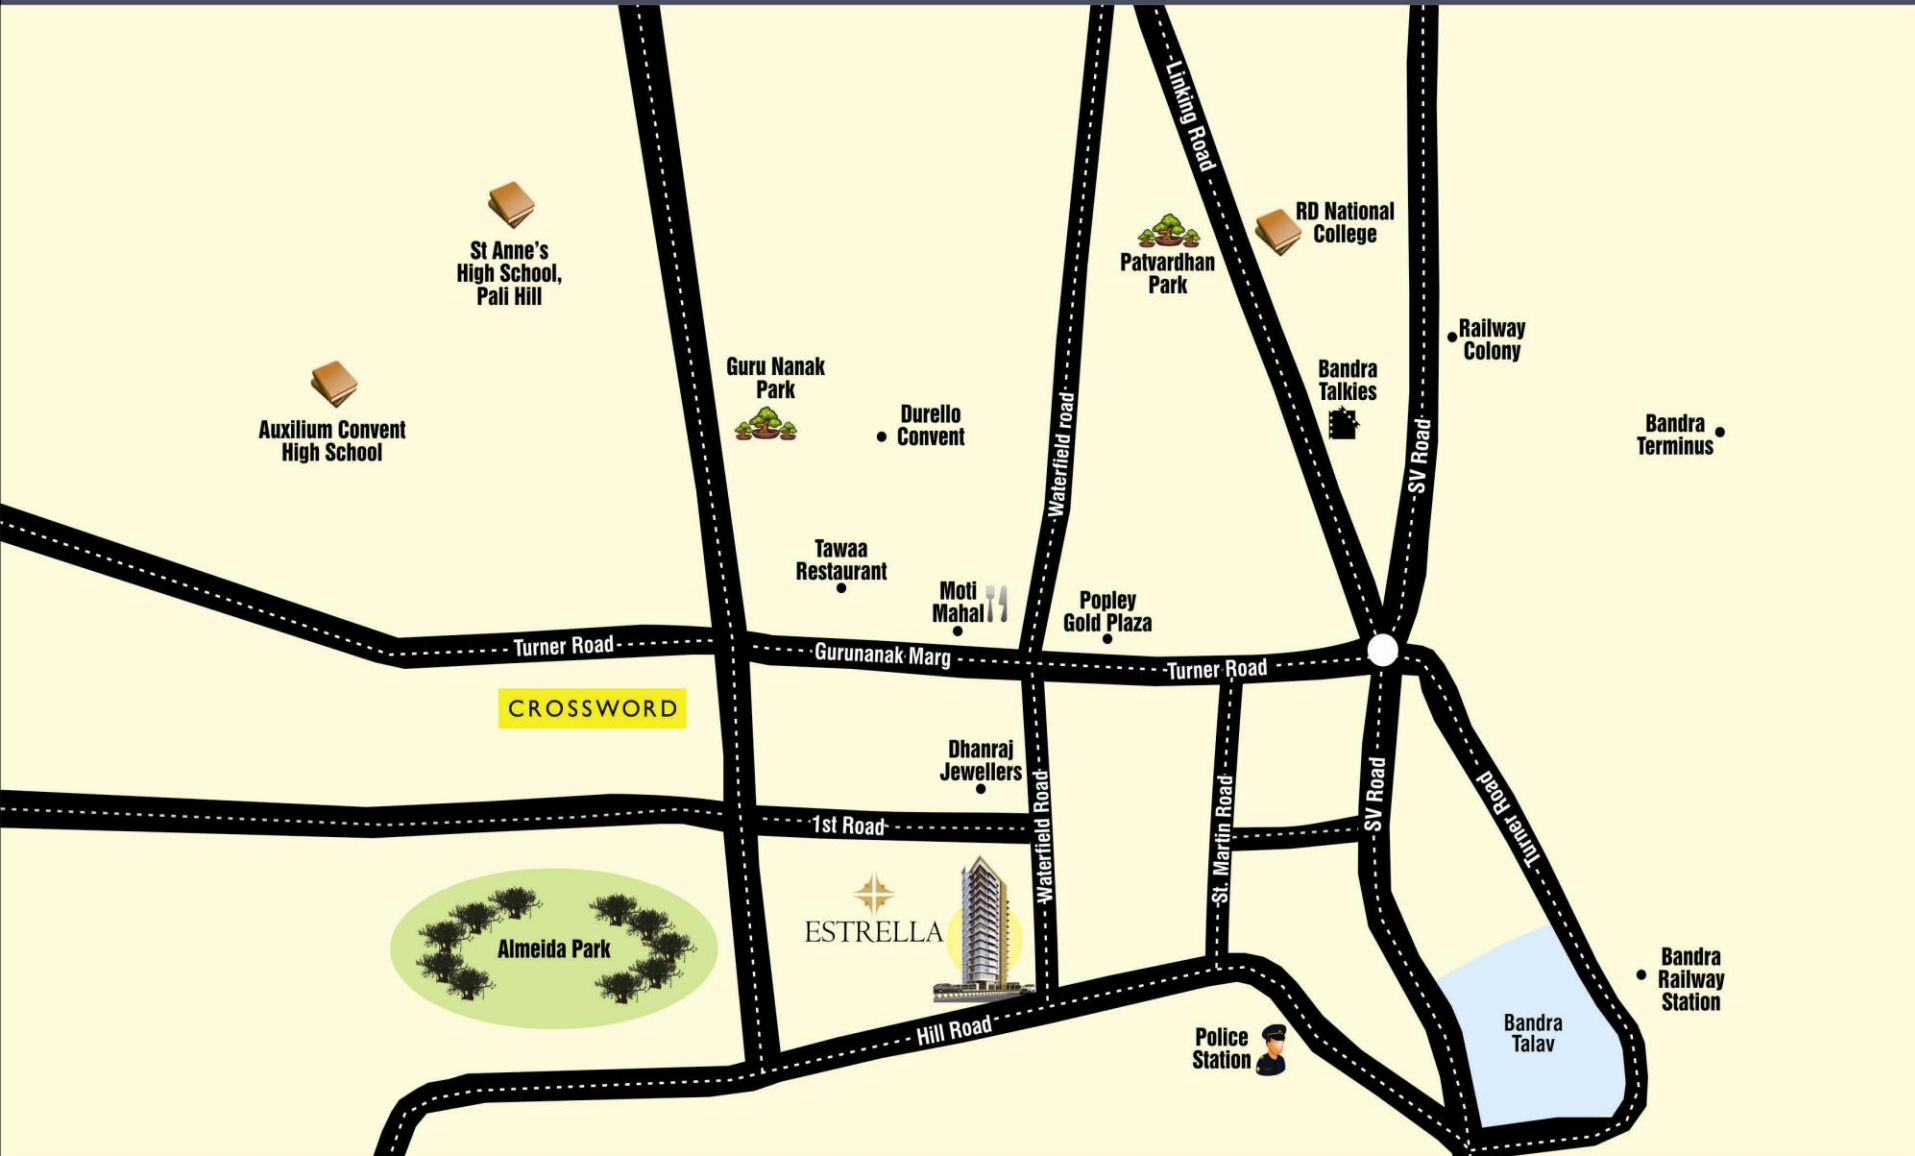 Linking Road
RD National
College
St Anne's
High School,
Pali Hill
Patvardhan
Park
Railway
Colony
Guru Nanak
Park
Bandra
Talkies
Auxilium Convent
High School
Durello
Convent
Waterfield road
SV Road
Bandra
Terminus
Tawaa
Restaurant
Moti
Mahal
Popley
Gold Plaza
Turner Road
Gurunanak Marg
Turner Road
CROSSWORD
Dhanraj
Jewellers
Waterfield Road
St. Martin Road
SV Road
Turner Road
1st Road
ESTRELLA
Almeida Park
Bandra
Railway
Station
Hill Road
Police
Station
Bandra
Talav